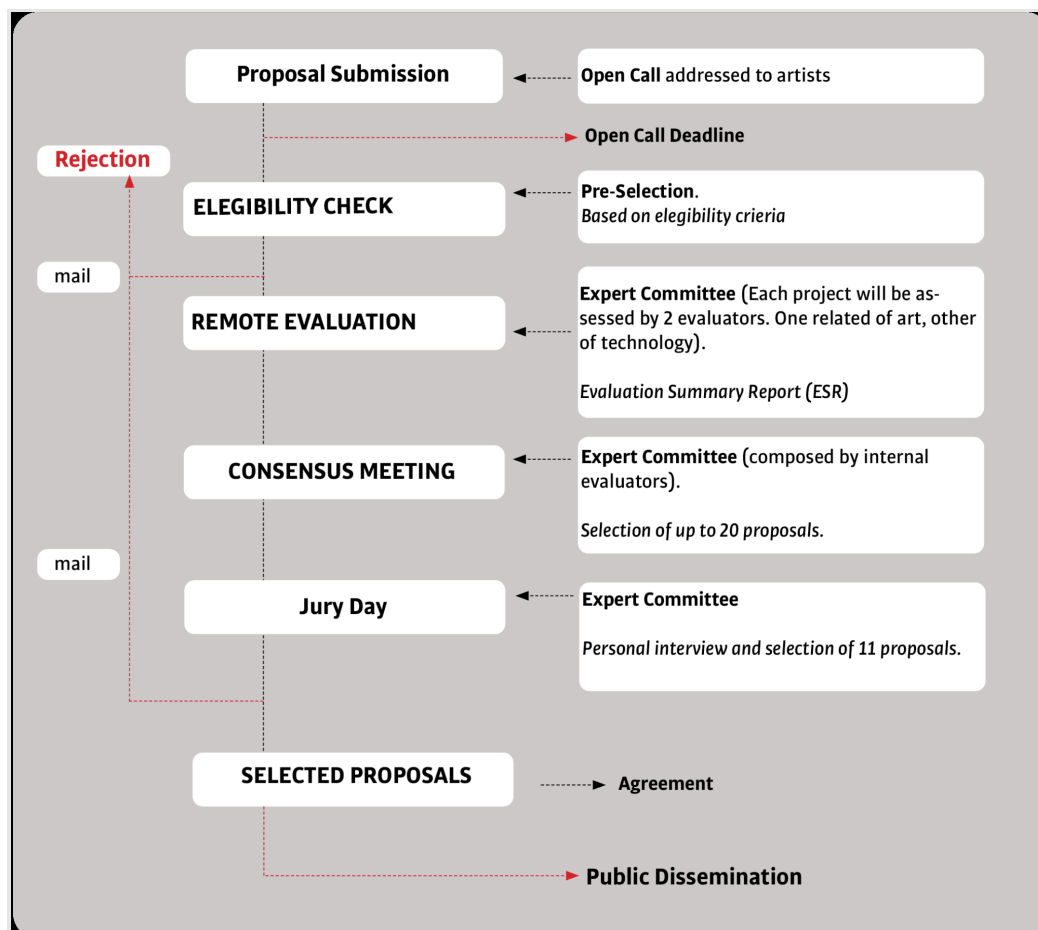 Proposal Submission
Open Call addressed to artists
Open Call Deadline
Rejection
ELEGIBILITY CHECK
Pre-Selection.
Based on elegibility crieria
mail
REMOTE EVALUATION
Expert Committee (Each project will be as-
sessed by 2 evaluators. One related of art, other
of technology).
Evaluation Summary Report (ESR)
CONSENSUS MEETING
Expert Committee (composed by internal
evaluators).
Selection of up to 20 proposals.
mail
Jury Day
Expert Committee
Personal interview and selection of 11 proposals.
SELECTED PROPOSALS
Agreement
Public Dissemination